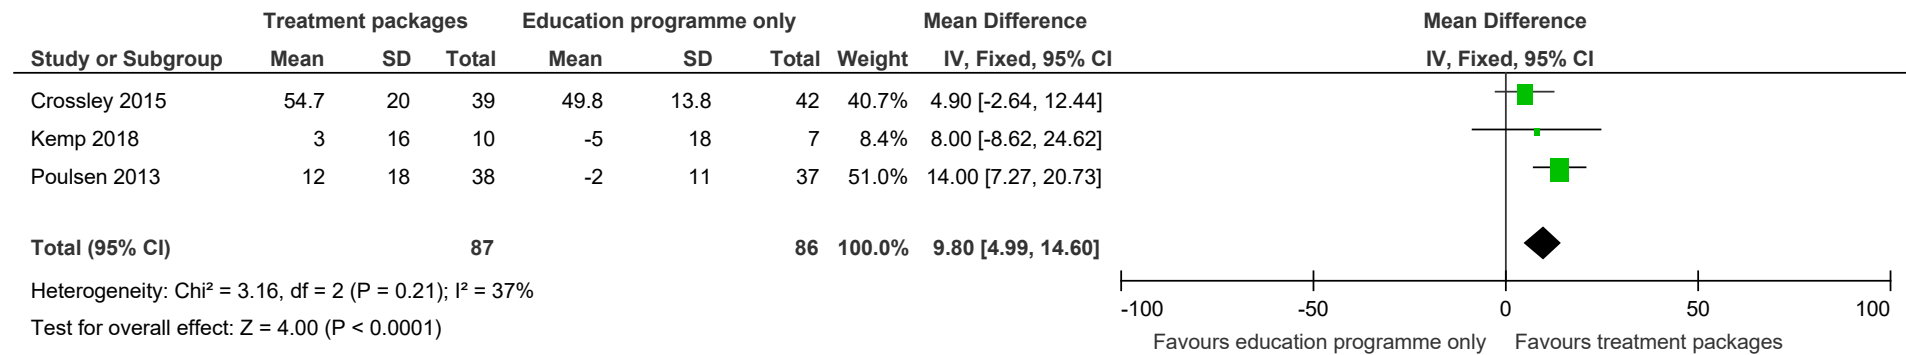 Treatment packages Education programme only Mean Difference Mean Difference
Study or Subgroup Mean SD Total Mean SD Total Weight IV, Fixed, 95% CI IV, Fixed, 95% CI
Crossley 2015 54.7 20 39 49.8 13.8 42 40.7% 4.90 [-2.64, 12.44]
Kemp 2018 3 16 10 -5 18 7 8.4% 8.00 [-8.62, 24.62]
Poulsen 2013 12 18 38 -2 11 37 51.0% 14.00 [7.27, 20.73]
Total (95% CI) 87 86 100.0% 9.80 [4.99, 14.60]
Heterogeneity: Chi² = 3.16, df = 2 (P = 0.21); I² = 37%
Test for overall effect: Z = 4.00 (P < 0.0001)
-100 -50 0 50 100
Favours education programme only Favours treatment packages